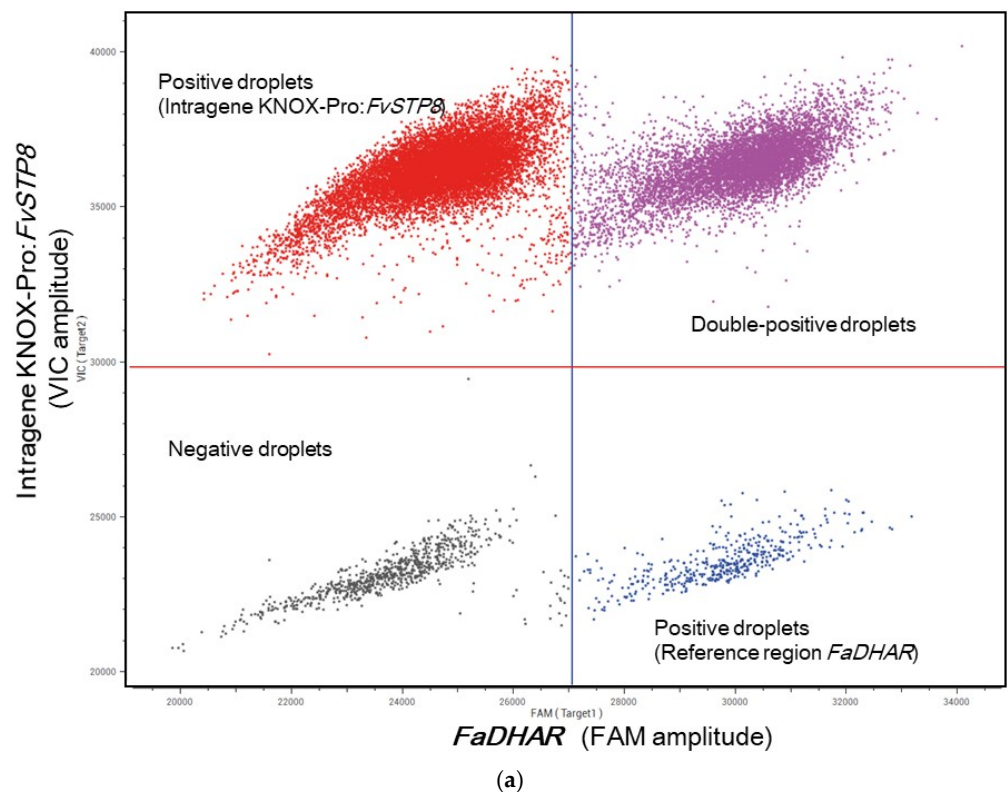 40000
Positive droplets
(Intragene KNOX-Pro: FvSTP8)
35000
Intragene KNOX-Pro: FvSTP8
(VIC amplitude)
VIC ( Target2 )
Double-positive droplets
30000
Negative droplets
25000
Positive droplets
(Reference region FaDHAR)
20000
20000 22000 24000 26000 28000 30000 32000 34000
FAM ( Target1 )
FaDHAR (FAM amplitude)
(a)